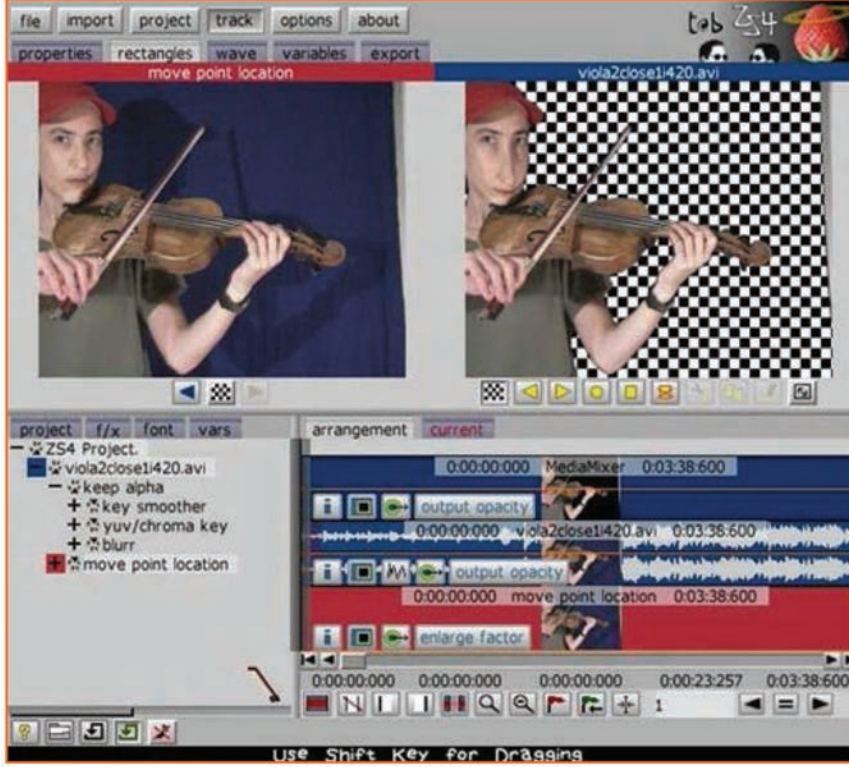 file import project track options about
tab ZS4
properties rectangles wave variables export
move point location
viola2close1i420.avi
project f/x font vars
ZS4 Project.
viola2close1i420.avi
keep alpha
key smoother
yuv/chroma key
blurr
move point location
arrangement current
0:00:00:000 MediaMixer 0:03:38:600
i output opacity
0:00:00:000 viola2close1i420.avi 0:03:38:600
i output opacity
0:00:00:000 move point location 0:03:38:600
i enlarge factor
0:00:00:000 0:00:00:000 0:00:00:000 0:00:23:257 0:03:38:600
1
?
Use Shift Key for Dragging